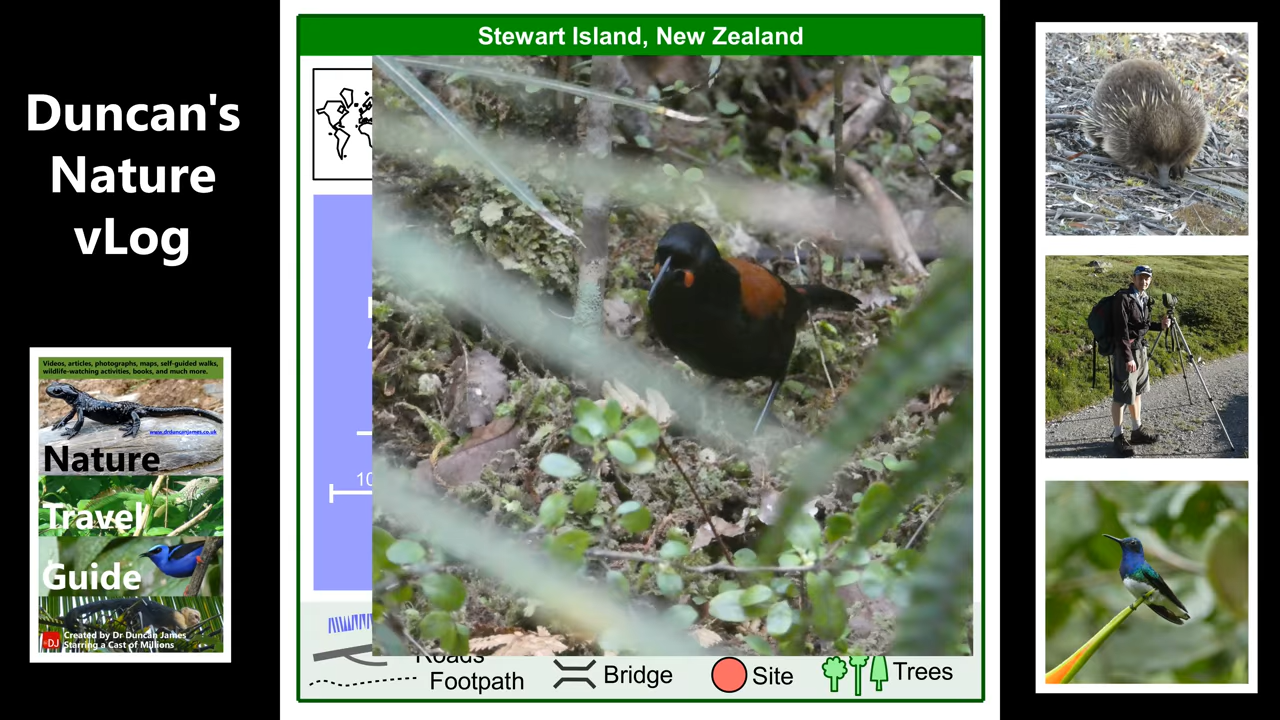 Duncan's
Nature
vLog
Videos, articles, photographs, maps, self-guided walks,
wildlife-watching activities, books, and much more.
www.drduncanjames.co.uk
Nature
Travel
Guide
DJ
Created by Dr Duncan James
Starring a Cast of Millions
Stewart Island, New Zealand
10
Roads
Footpath
Bridge
Site
Trees